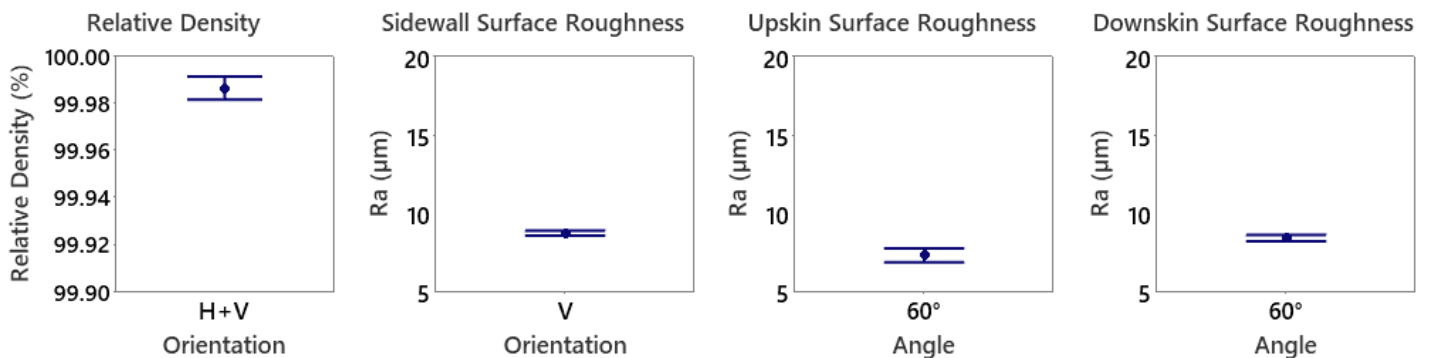 Relative Density
Relative Density (%)
100.00
99.98
99.96
99.94
99.92
99.90
H+V
Orientation
Sidewall Surface Roughness
Ra (µm)
20
15
10
5
V
Orientation
Upskin Surface Roughness
Ra (µm)
20
15
10
5
60°
Angle
Downskin Surface Roughness
Ra (µm)
20
15
10
5
60°
Angle